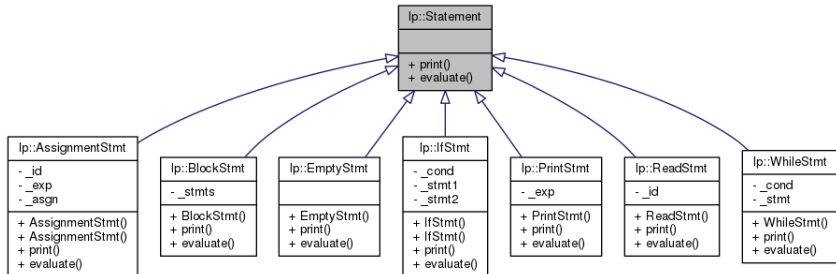 lp::Statement
+ print()
+ evaluate()
lp::AssignmentStmt
- _id
- _exp
- _asgn
+ AssignmentStmt()
+ AssignmentStmt()
+ print()
+ evaluate()
lp::BlockStmt
- _stmts
+ BlockStmt()
+ print()
+ evaluate()
lp::EmptyStmt
+ EmptyStmt()
+ print()
+ evaluate()
lp::IfStmt
- _cond
- _stmt1
- _stmt2
+ IfStmt()
+ IfStmt()
+ print()
+ evaluate()
lp::PrintStmt
- _exp
+ PrintStmt()
+ print()
+ evaluate()
lp::ReadStmt
- _id
+ ReadStmt()
+ print()
+ evaluate()
lp::WhileStmt
- _cond
- _stmt
+ WhileStmt()
+ print()
+ evaluate()